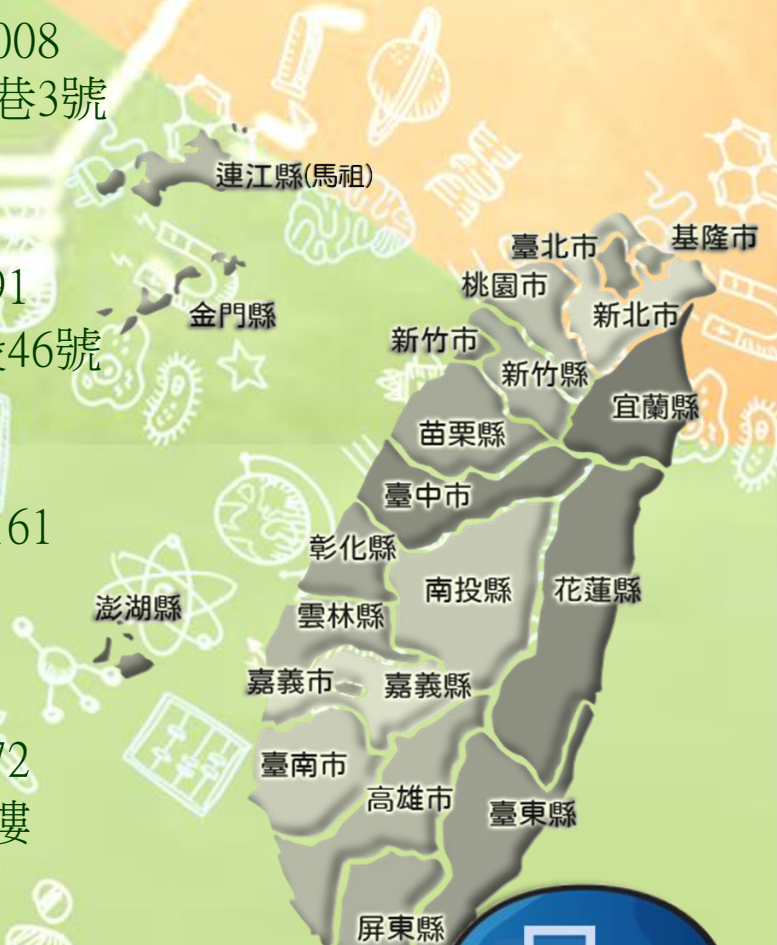 008
巷3號
91
46號
161
72
樓
連江縣(馬祖)
金門縣
澎湖縣
基隆市
臺北市
桃園市
新北市
新竹市
新竹縣
宜蘭縣
苗栗縣
臺中市
彰化縣
南投縣
花蓮縣
雲林縣
嘉義市
嘉義縣
臺南市
高雄市
臺東縣
屏東縣